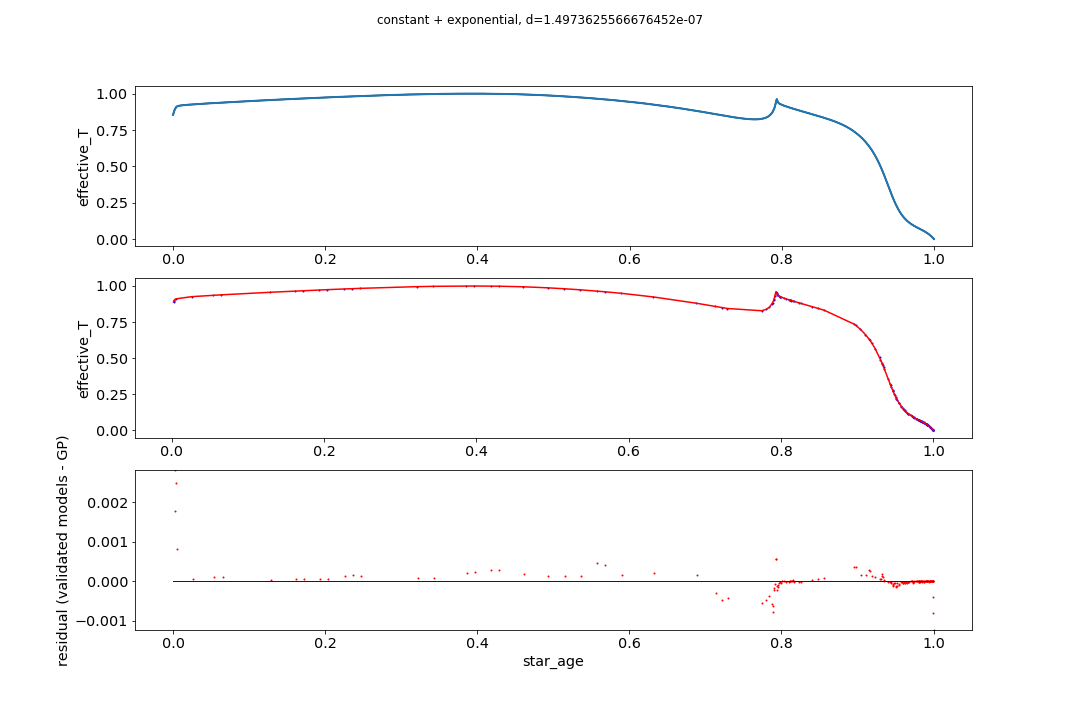 constant + exponential, d=1.4973625566676452e-07
effective_T
1.00
0.75
0.50
0.25
0.00
0.0 0.2 0.4 0.6 0.8 1.0
effective_T
1.00
0.75
0.50
0.25
0.00
0.0 0.2 0.4 0.6 0.8 1.0
residual (validated models - GP)
0.002
0.001
0.000
−0.001
0.0 0.2 0.4 0.6 0.8 1.0
star_age